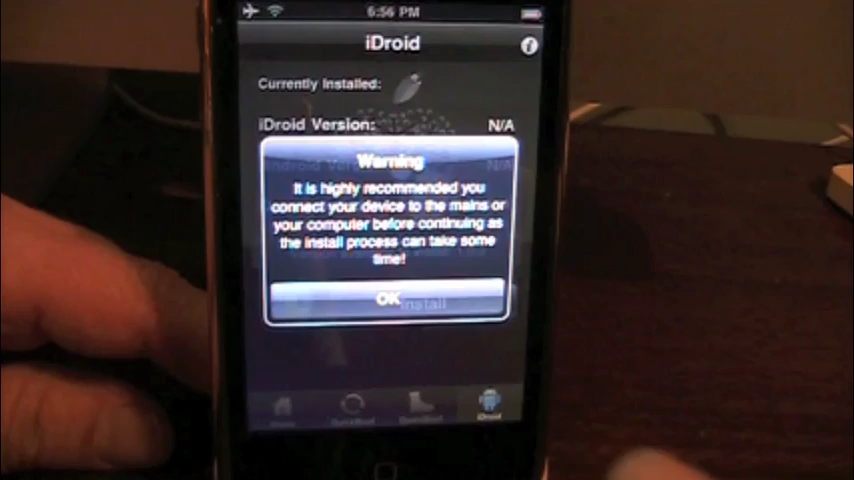 6:56 PM
iDroid
Currently Installed:
iDroid Version: N/A
Warning
It is highly recommended you
connect your device to the mains or
your computer before continuing as
the install process can take some
time!
OK
Install
iDroid